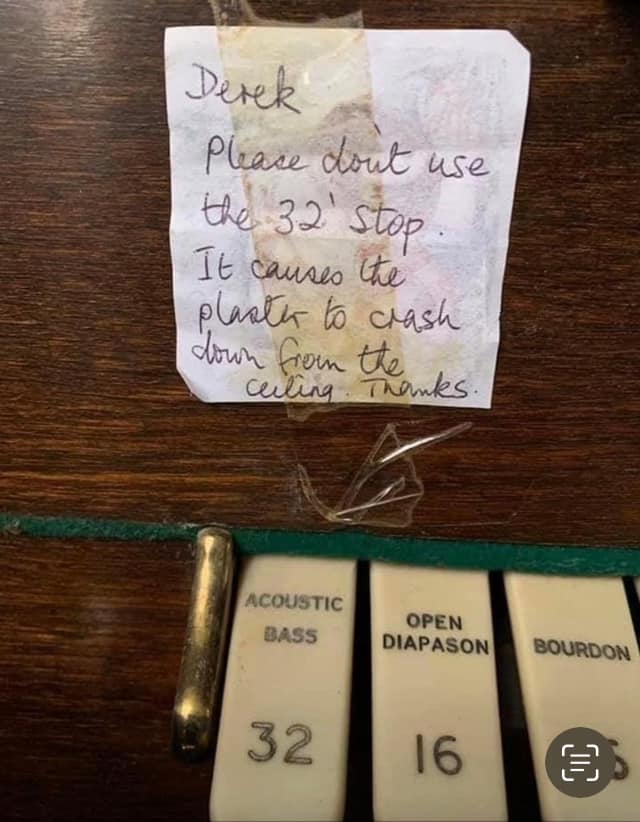 Derek
Please don't use
the 32' stop.
It causes the
plaster to crash
down from the
ceiling. Thanks.
ACOUSTIC
BASS
32
OPEN
DIAPASON
16
BOURDON